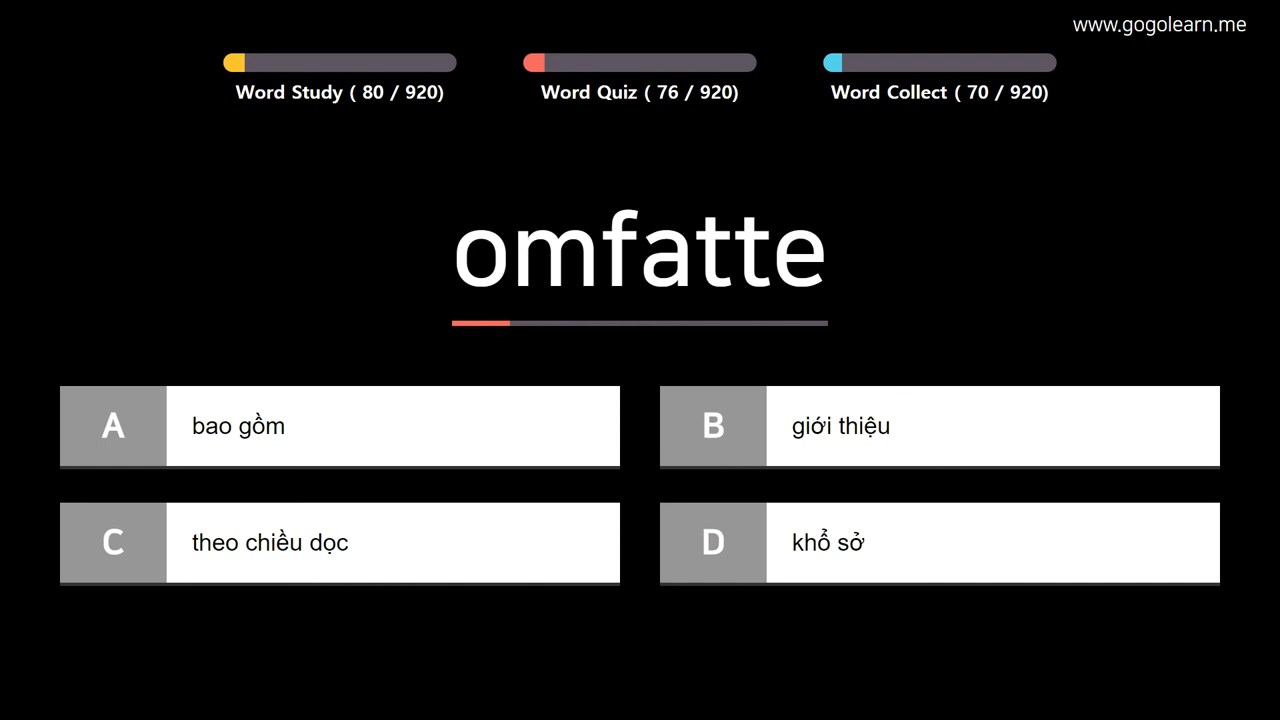 www.gogolearn.me
Word Study ( 80 / 920)
Word Quiz ( 76 / 920)
Word Collect ( 70 / 920)
omfatte
A
bao gồm
B
giới thiệu
C
theo chiều dọc
D
khổ sở